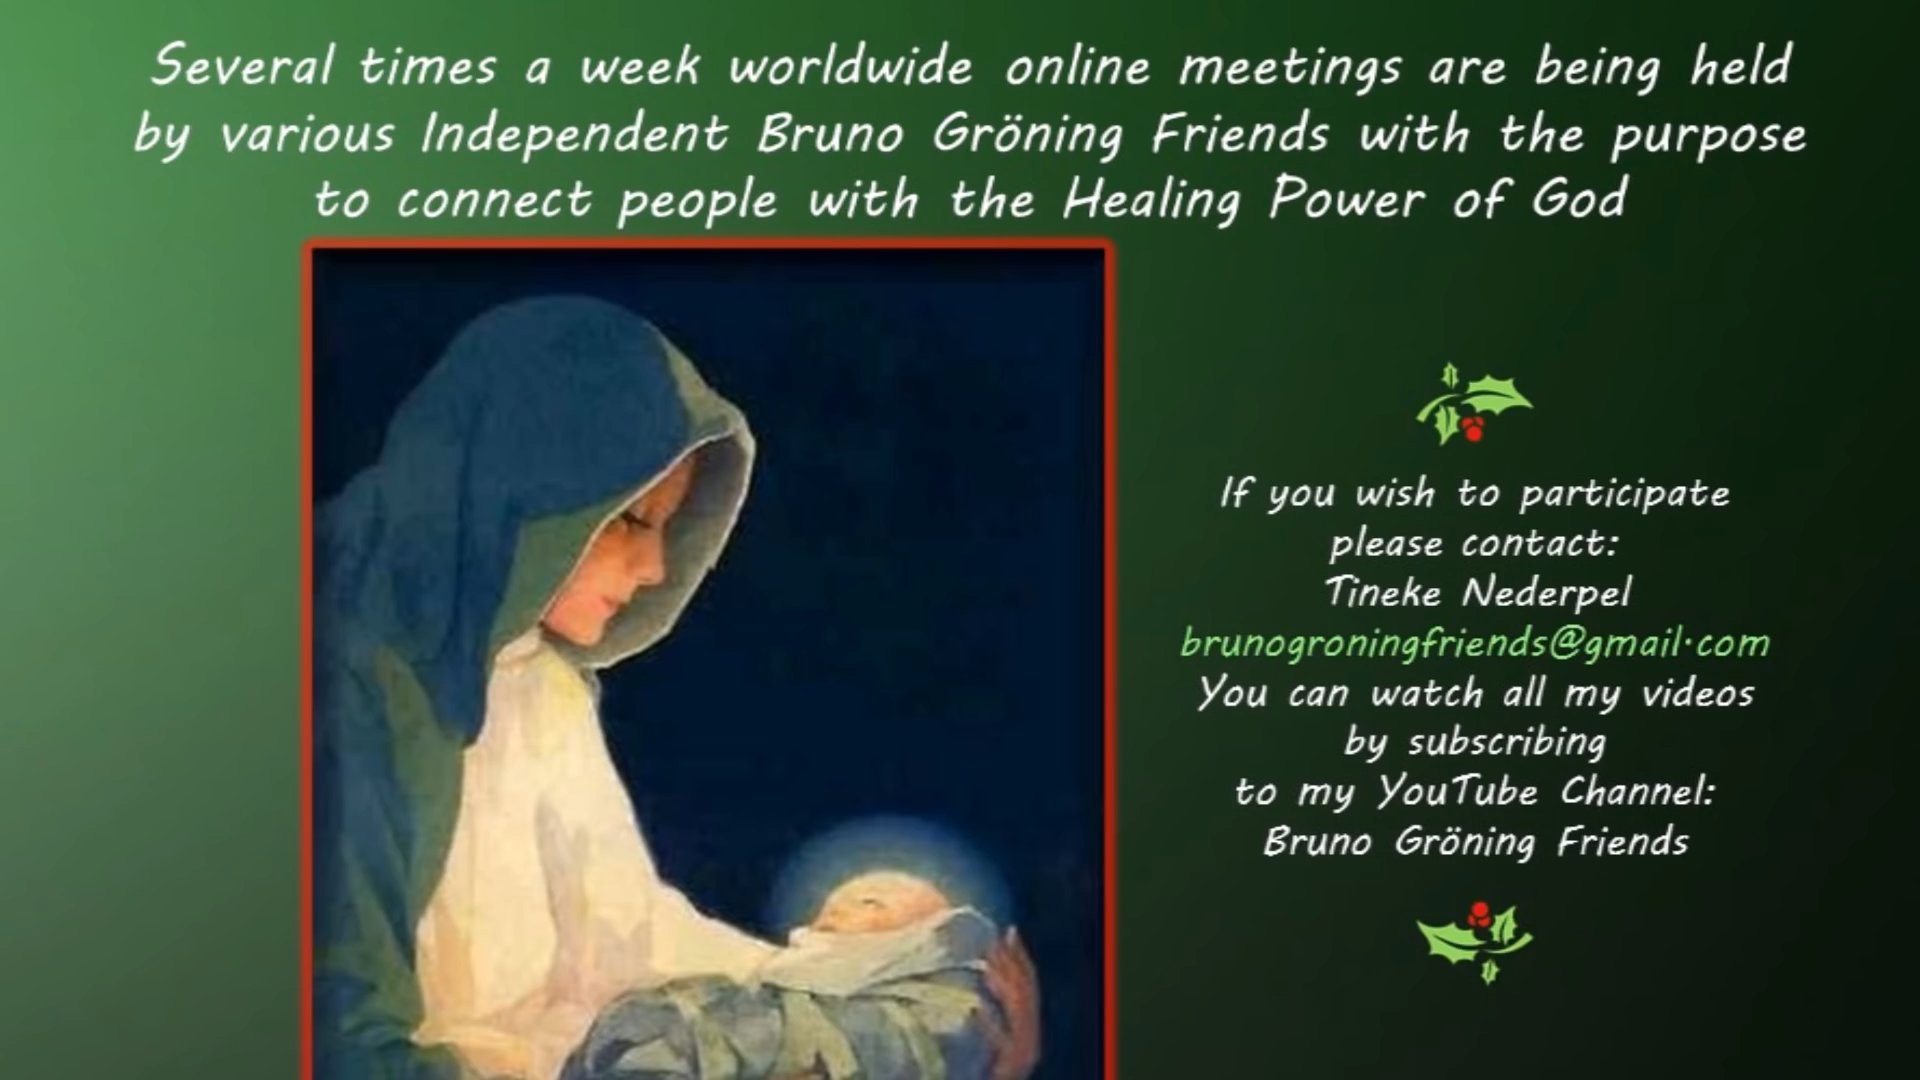 Several times a week worldwide online meetings are being held
by various Independent Bruno Gröning Friends with the purpose
to connect people with the Healing Power of God
If you wish to participate
please contact:
Tineke Nederpel
brunogroningfriends@gmail.com
You can watch all my videos
by subscribing
to my YouTube Channel:
Bruno Gröning Friends